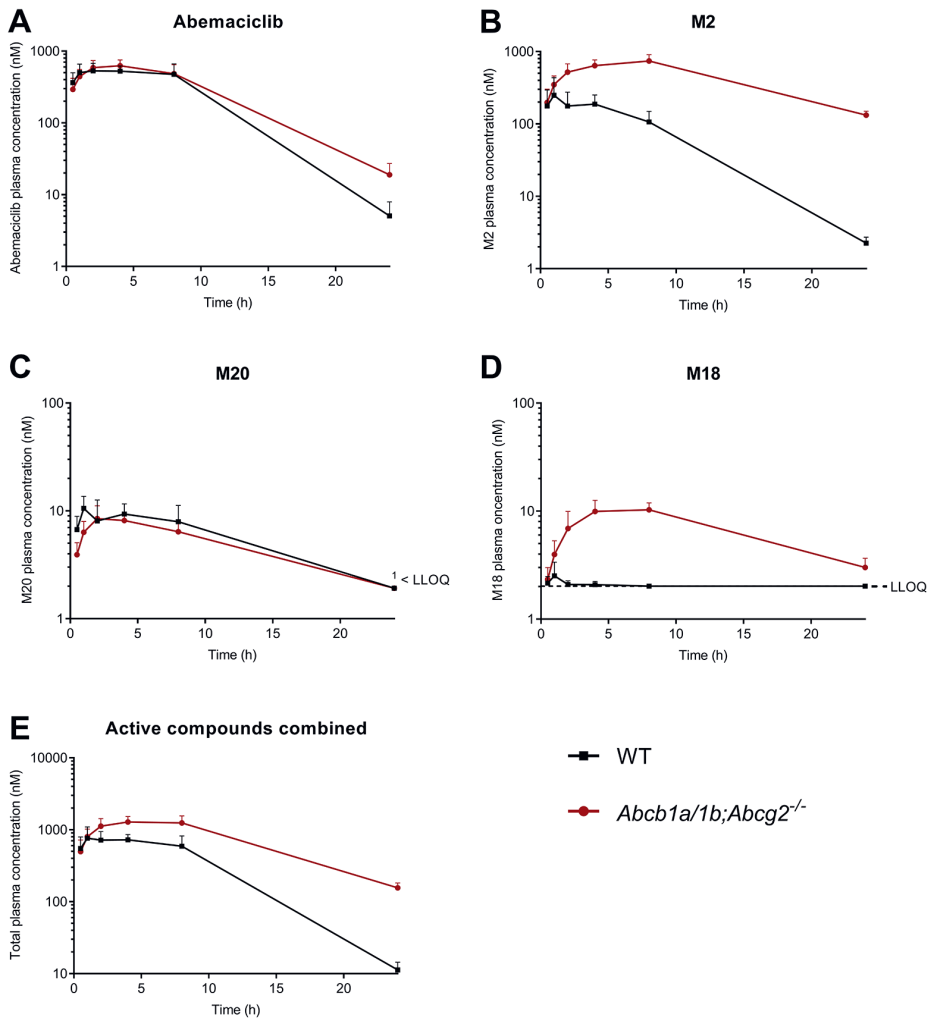 A
Abemaciclib
Abemaciclib plasma concentration (nM)
1000
100
10
1
0
5
10
15
20
Time (h)
B
M2
M2 plasma concentration (nM)
1000
100
10
1
0
5
10
15
20
Time (h)
C
M20
M20 plasma concentration (nM)
100
10
1
1
< LLOQ
0
5
10
15
20
Time (h)
D
M18
M18 plasma oncentration (nM)
100
10
1
LLOQ
0
5
10
15
20
Time (h)
E
Active compounds combined
Total plasma concentration (nM)
10000
1000
100
10
0
5
10
15
20
Time (h)
WT
Abcb1a/1b;Abcg2-/-